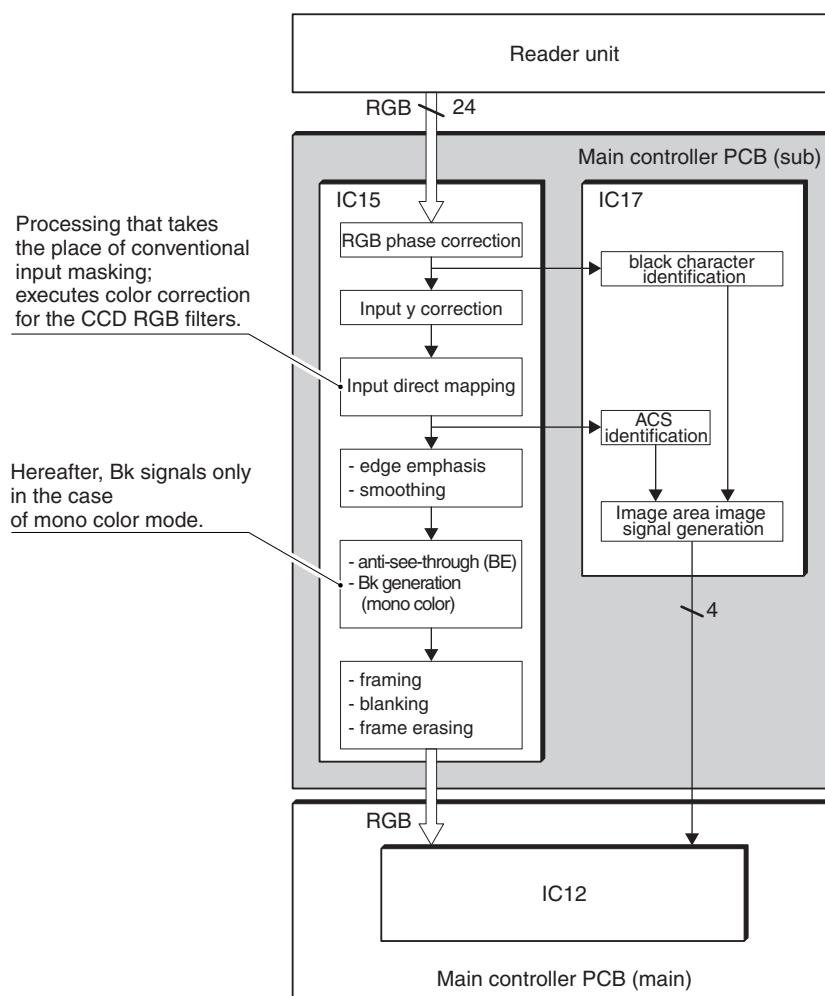 Reader unit
RGB
24
Main controller PCB (sub)
IC15
IC17
Processing that takes
the place of conventional
input masking;
executes color correction
for the CCD RGB filters.
RGB phase correction
black character
identification
Input y correction
Input direct mapping
ACS
identification
Hereafter, Bk signals only
in the case
of mono color mode.
- edge emphasis
- smoothing
Image area image
signal generation
- anti-see-through (BE)
- Bk generation
(mono color)
4
- framing
- blanking
- frame erasing
RGB
IC12
Main controller PCB (main)